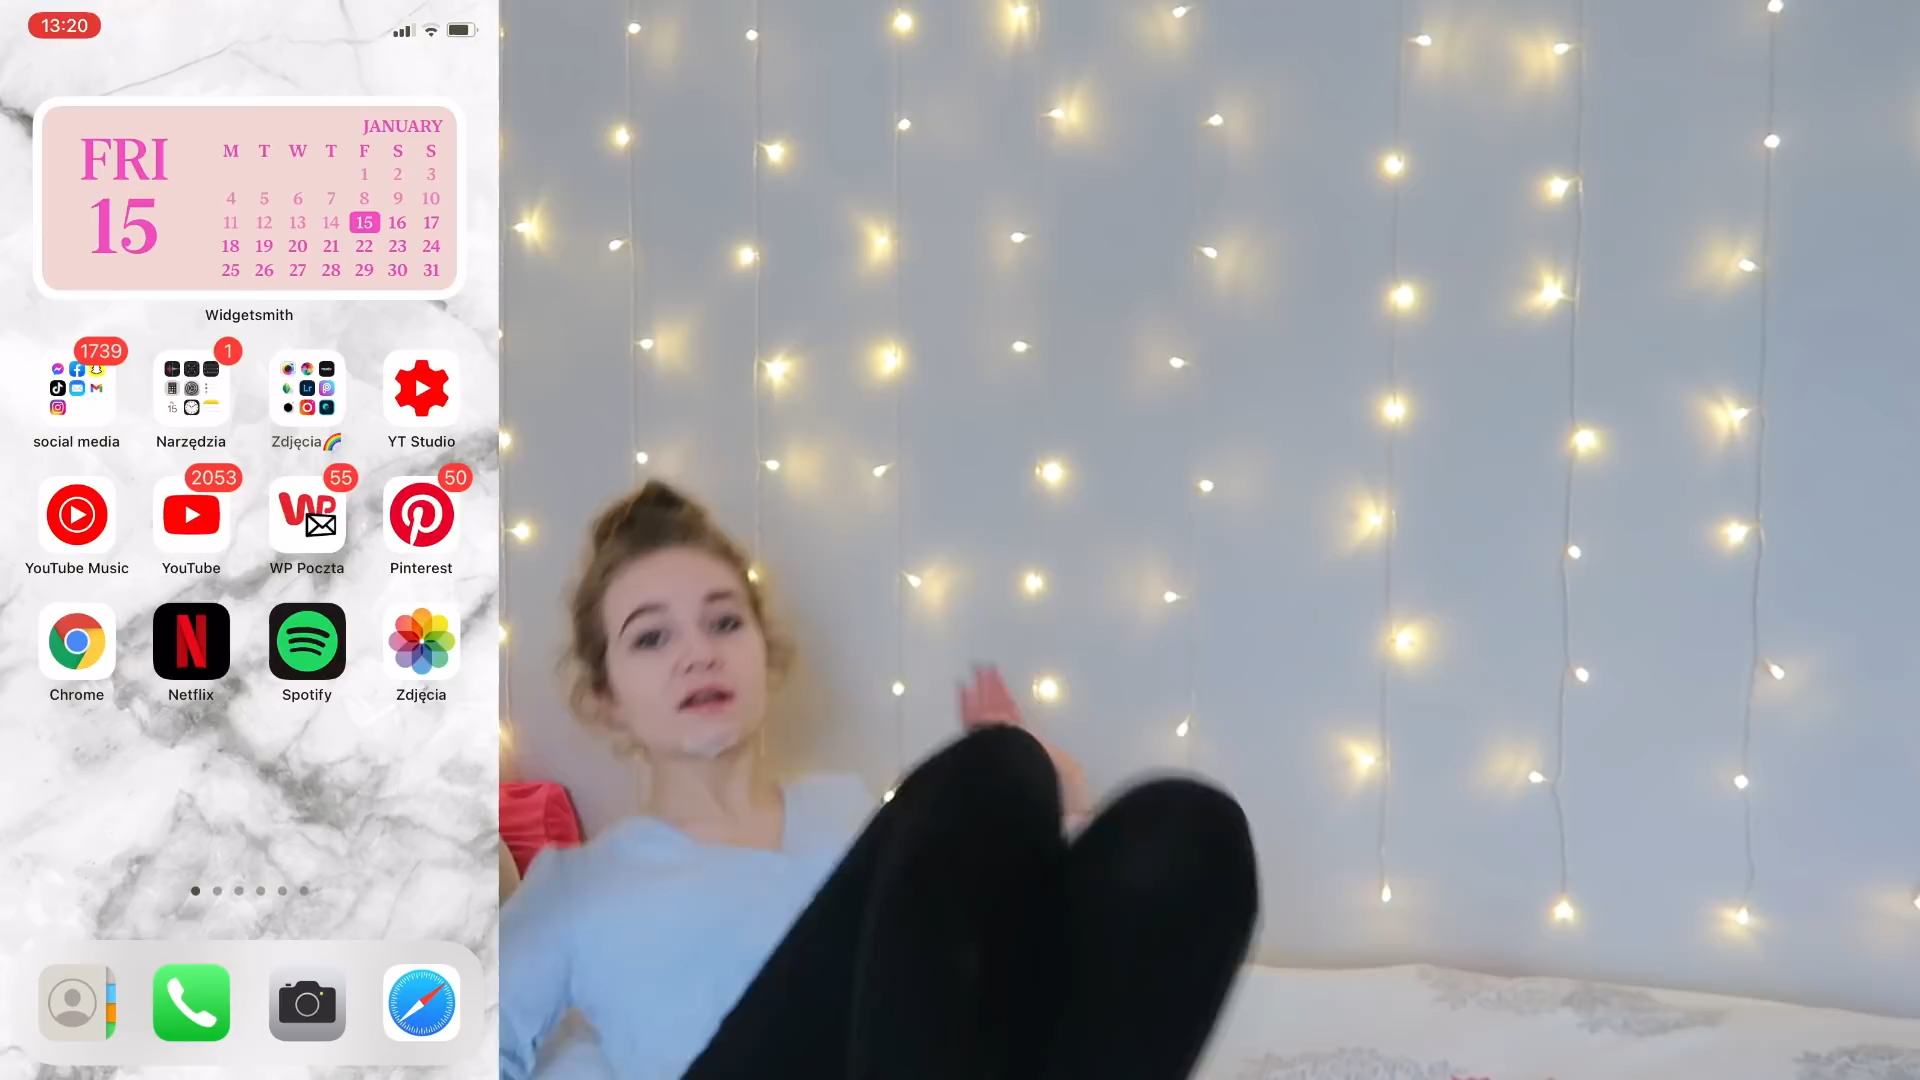 13:20
JANUARY
FRI
15
M T W T F S S
1 2 3
4 5 6 7 8 9 10
11 12 13 14 15 16 17
18 19 20 21 22 23 24
25 26 27 28 29 30 31
Widgetsmith
1739 1
social media Narzędzia Zdjęcia🌈 YT Studio
2053 55 50
WP
YouTube Music YouTube WP Poczta Pinterest
N
Chrome Netflix Spotify Zdjęcia
Lr
15